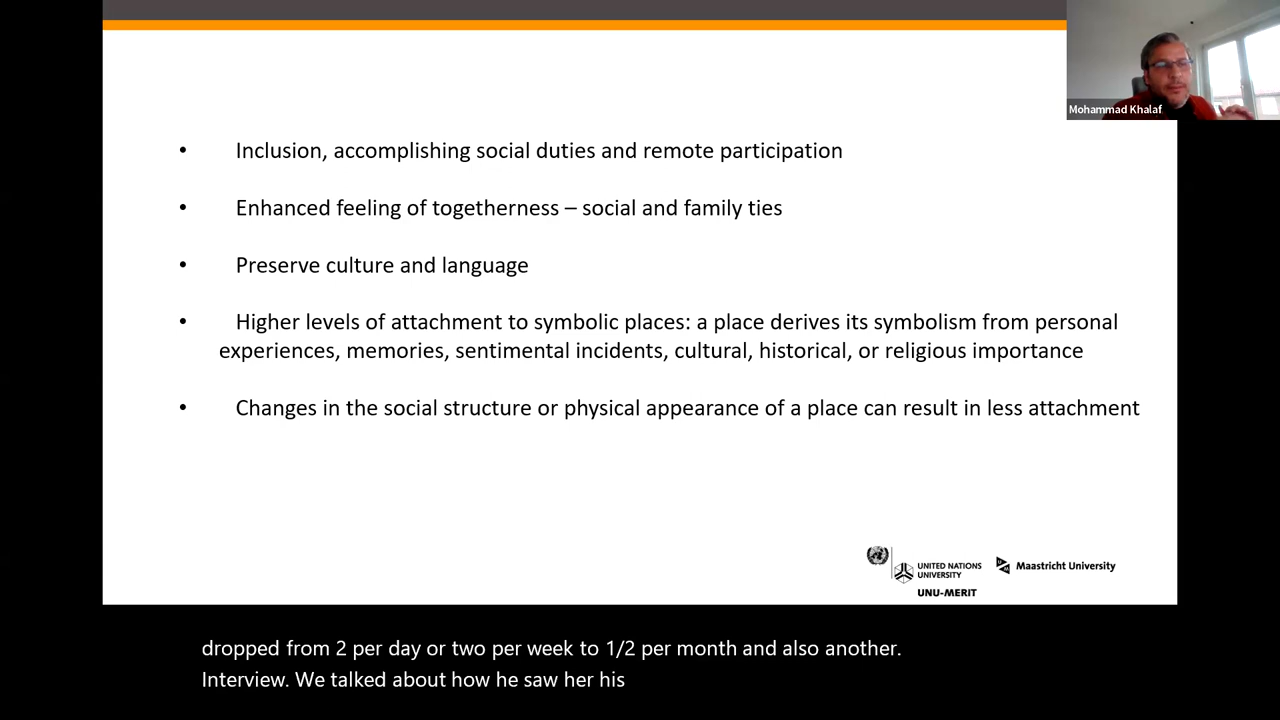 Mohammad Khalaf
• Inclusion, accomplishing social duties and remote participation
• Enhanced feeling of togetherness – social and family ties
• Preserve culture and language
• Higher levels of attachment to symbolic places: a place derives its symbolism from personal
experiences, memories, sentimental incidents, cultural, historical, or religious importance
• Changes in the social structure or physical appearance of a place can result in less attachment
UNITED NATIONS
UNIVERSITY
UNU-MERIT
Maastricht University
dropped from 2 per day or two per week to 1/2 per month and also another.
Interview. We talked about how he saw her his